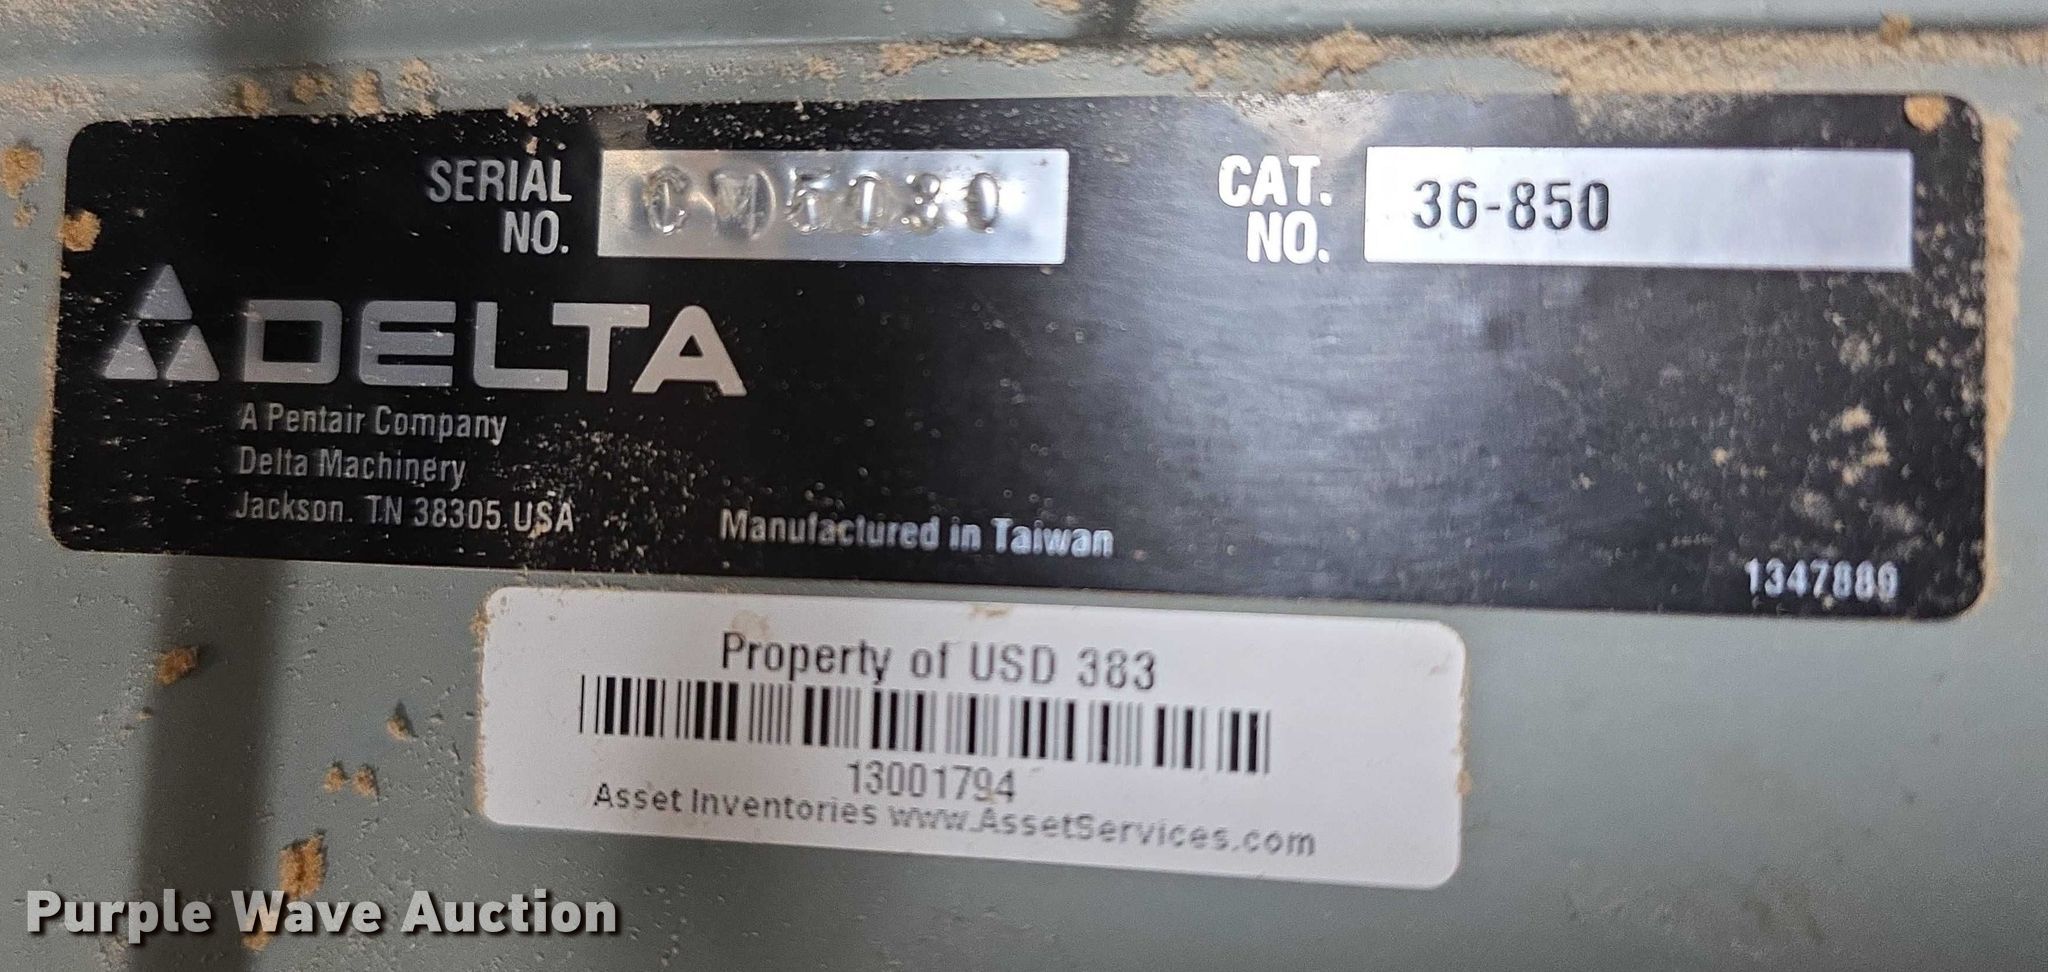 SERIAL NO.
CAT. NO. 36-850
DELTA
A Pentair Company
Delta Machinery
Jackson. TN 38305 USA
Manufactured in Taiwan
Property of USD 383
13001794
Asset Inventories www.AssetServices.com
Purple Wave Auction